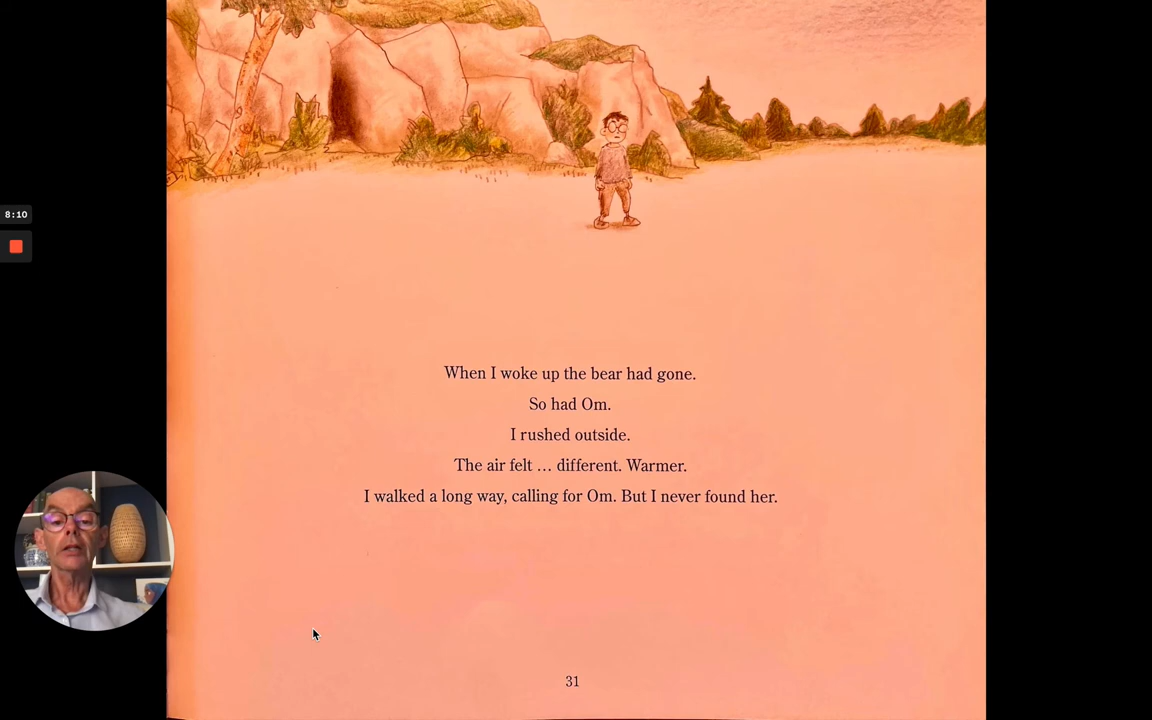 8:10
When I woke up the bear had gone.
So had Om.
I rushed outside.
The air felt ... different. Warmer.
I walked a long way, calling for Om. But I never found her.
31